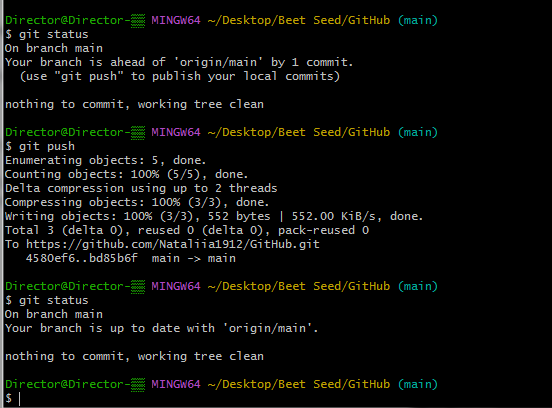 Director@Director-▒▒ MINGW64 ~/Desktop/Beet Seed/GitHub (main)
$ git status
On branch main
Your branch is ahead of 'origin/main' by 1 commit.
  (use "git push" to publish your local commits)
nothing to commit, working tree clean
Director@Director-▒▒ MINGW64 ~/Desktop/Beet Seed/GitHub (main)
$ git push
Enumerating objects: 5, done.
Counting objects: 100% (5/5), done.
Delta compression using up to 2 threads
Compressing objects: 100% (3/3), done.
Writing objects: 100% (3/3), 552 bytes | 552.00 KiB/s, done.
Total 3 (delta 0), reused 0 (delta 0), pack-reused 0
To https://github.com/Nataliia1912/GitHub.git
   4580ef6..bd85b6f  main -> main
Director@Director-▒▒ MINGW64 ~/Desktop/Beet Seed/GitHub (main)
$ git status
On branch main
Your branch is up to date with 'origin/main'.
nothing to commit, working tree clean
Director@Director-▒▒ MINGW64 ~/Desktop/Beet Seed/GitHub (main)
$